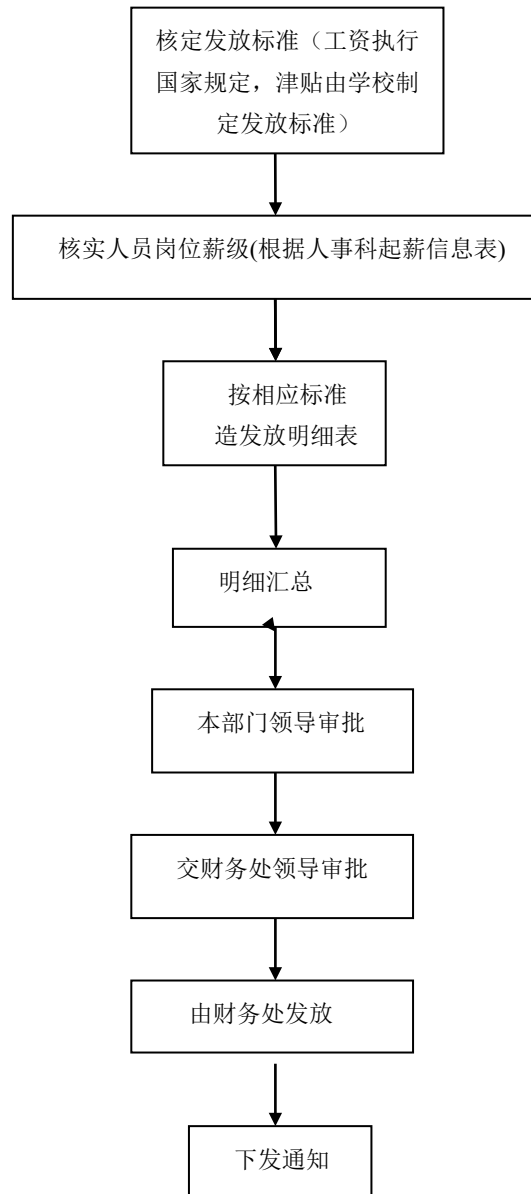 核定发放标准（工资执行
国家规定，津贴由学校制
定发放标准）
核实人员岗位薪级(根据人事科起薪信息表)
按相应标准
造发放明细表
明细汇总
本部门领导审批
交财务处领导审批
由财务处发放
下发通知